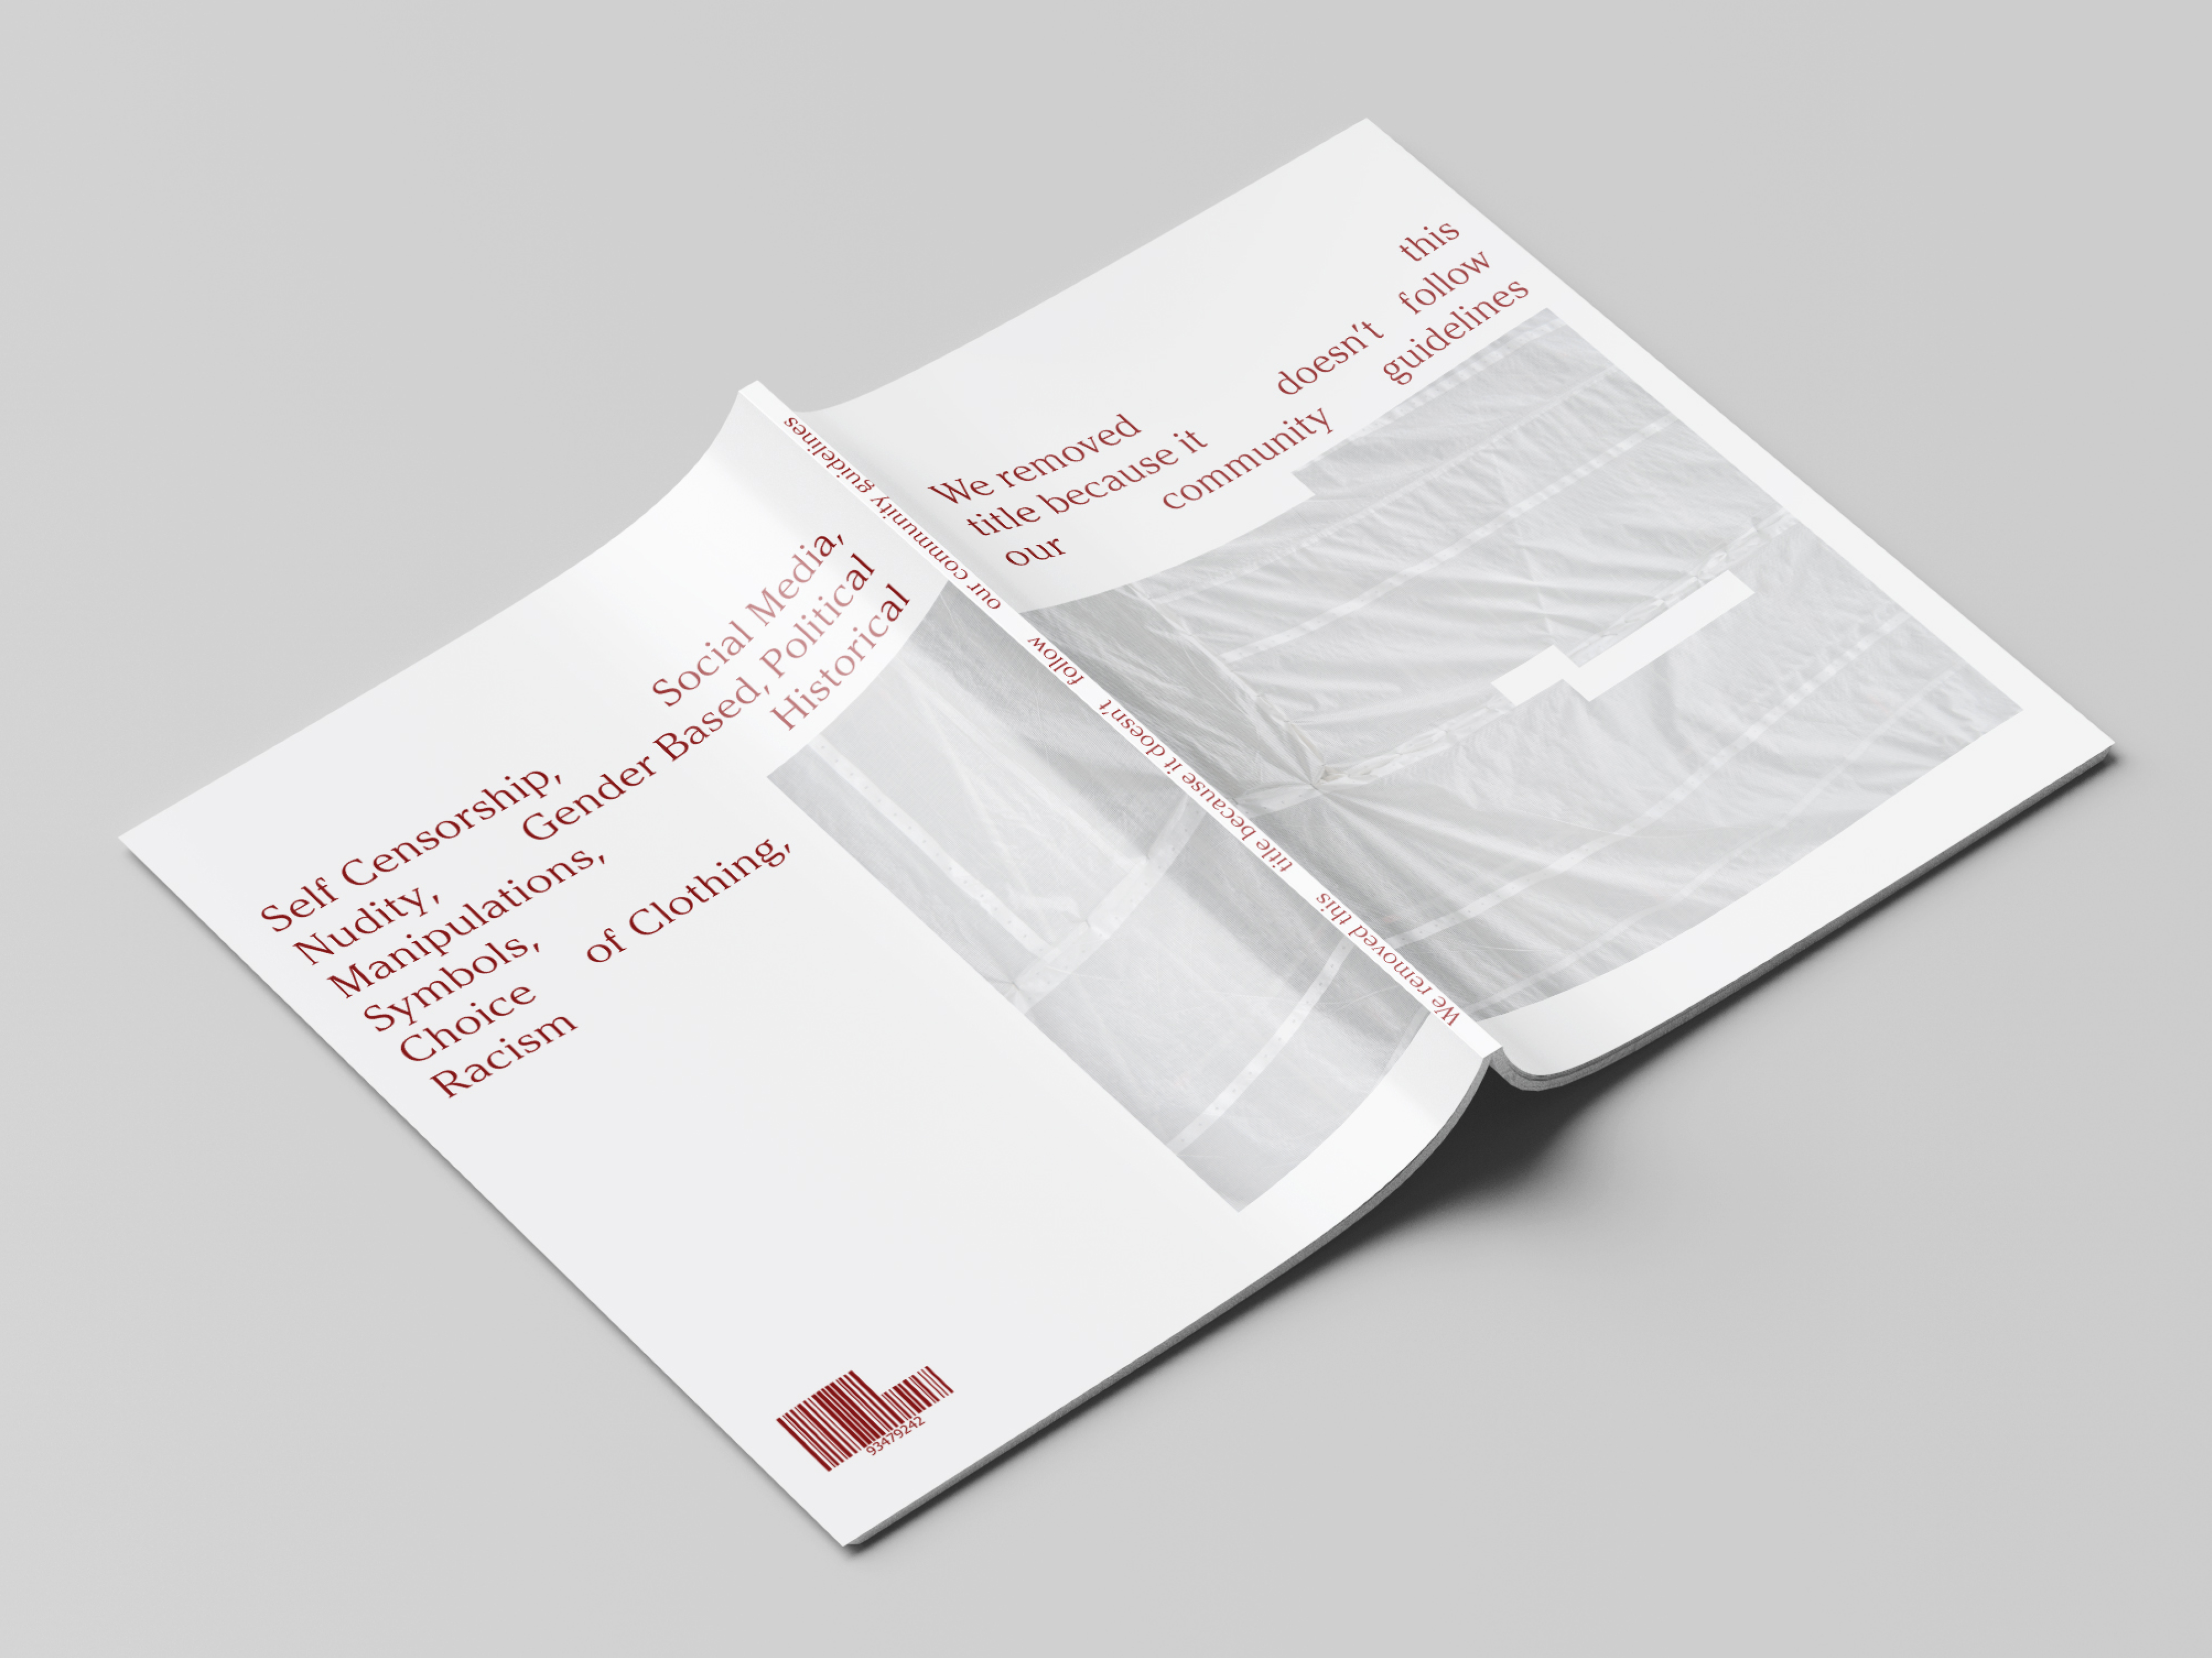 We removed this
title because it doesn't follow
our community guidelines
We removed this title because it doesn't follow our community guidelines
Self Censorship, Social Media,
Nudity, Gender Based, Political
Manipulations, Historical
Symbols,
Choice of Clothing,
Racism
93479242